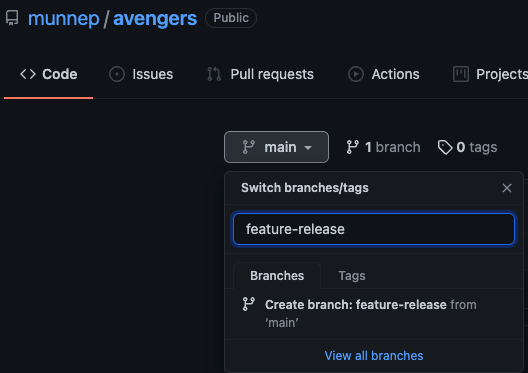 munnep / avengers Public
Code Issues Pull requests Actions Projects
main 1 branch 0 tags
Switch branches/tags
feature-release
Branches Tags
Create branch: feature-release from
‘main’
View all branches